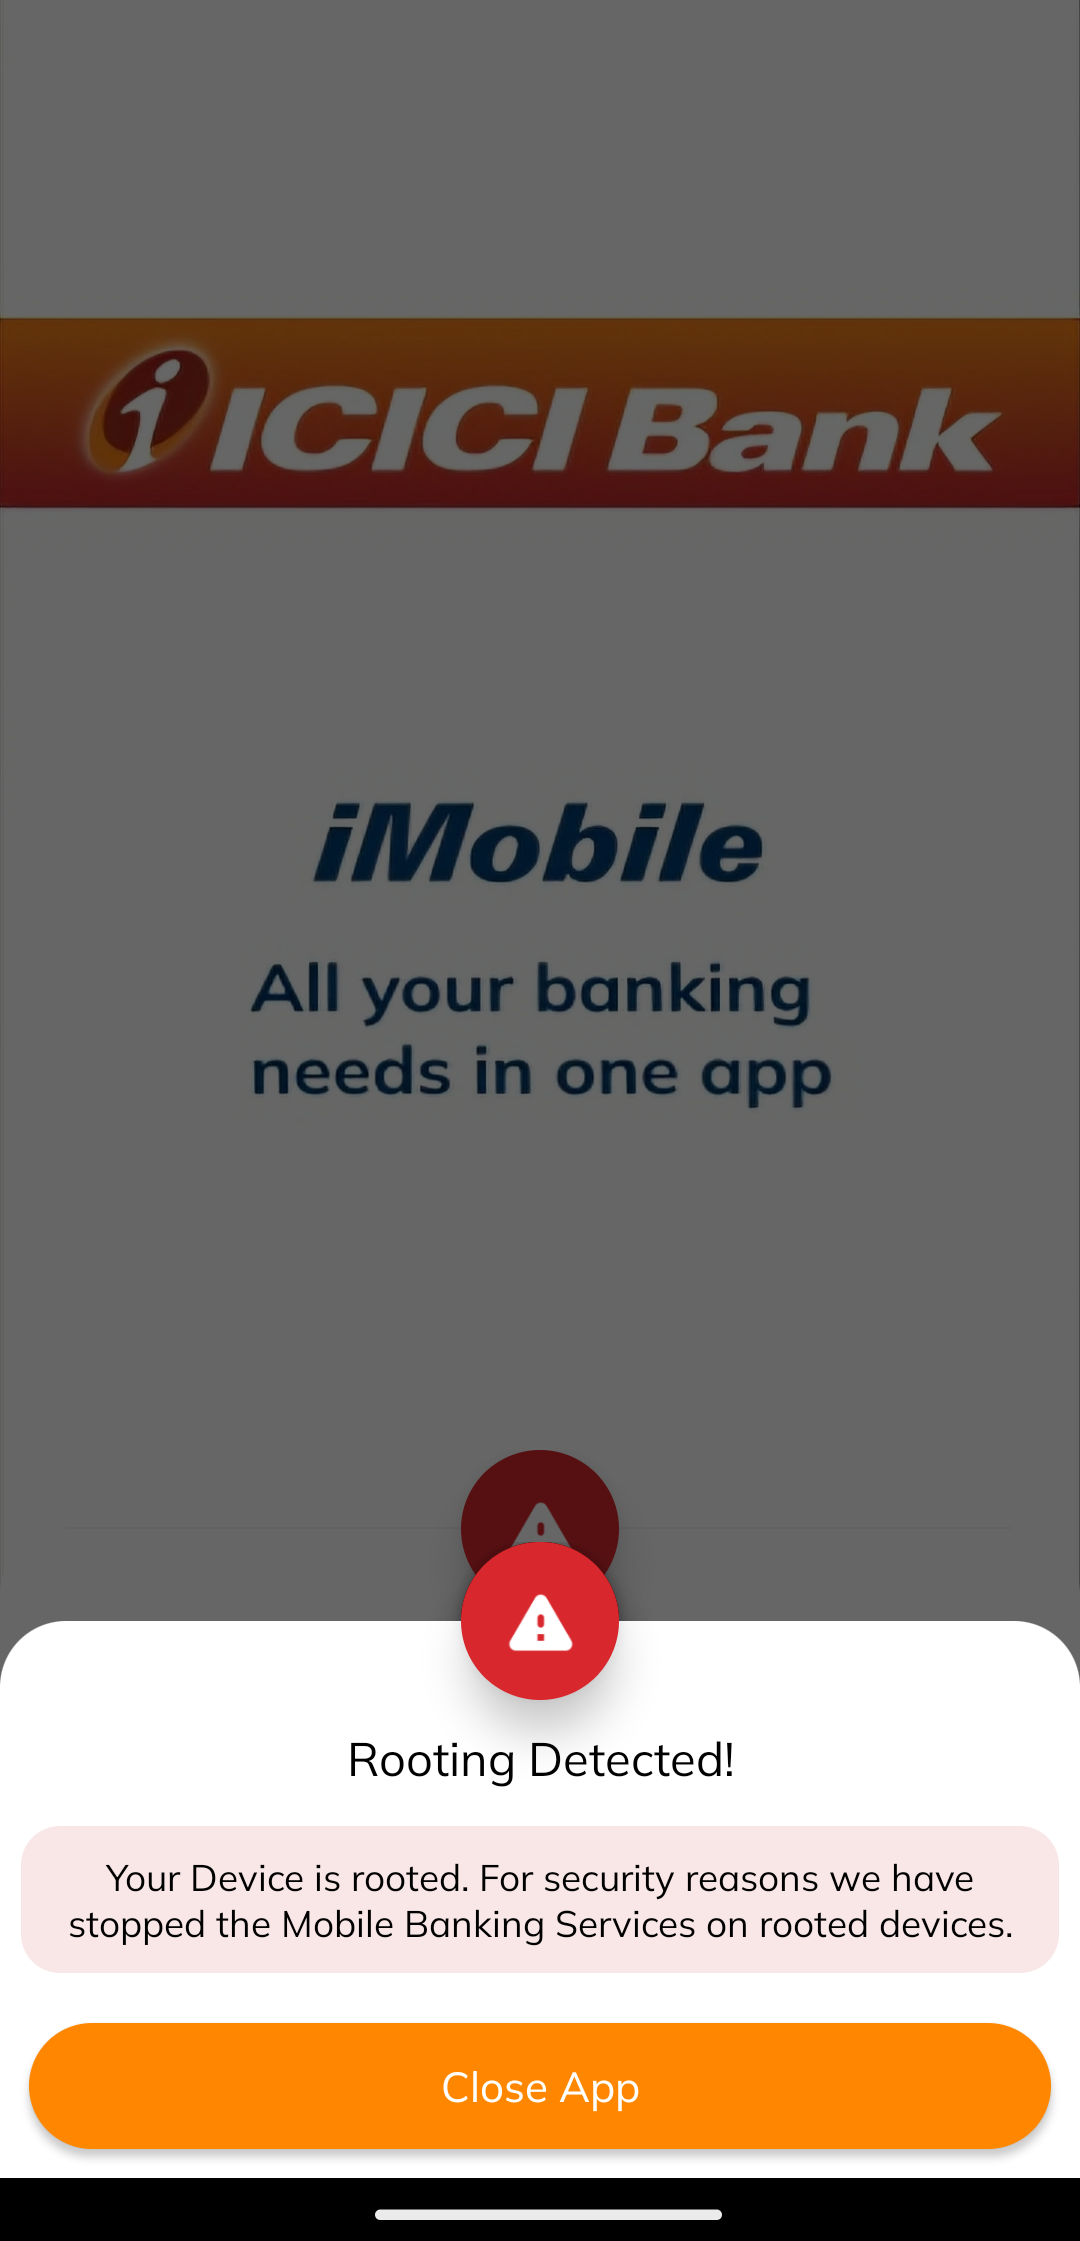 i ICICI Bank
iMobile
All your banking
needs in one app
Rooting Detected!
Your Device is rooted. For security reasons we have
stopped the Mobile Banking Services on rooted devices.
Close App